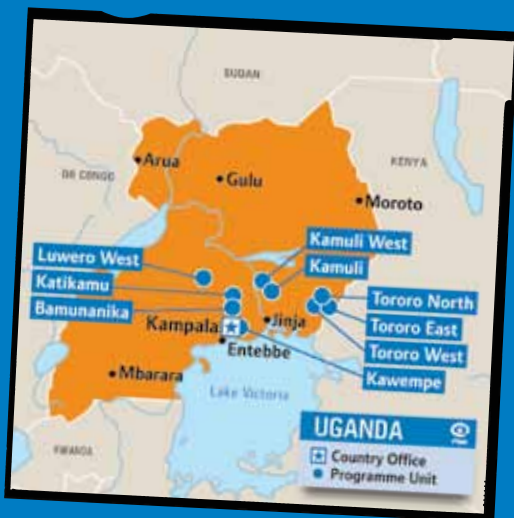 SUDAN
DR CONGO
KENYA
Arua
Gulu
Moroto
Kamuli West
Luwero West
Kamuli
Katikamu
Tororo North
Bamunanika
Kampala
Jinja
Tororo East
Entebbe
Tororo West
Kawempe
Mbarara
Lake Victoria
RWANDA
UGANDA
Country Office
Programme Unit